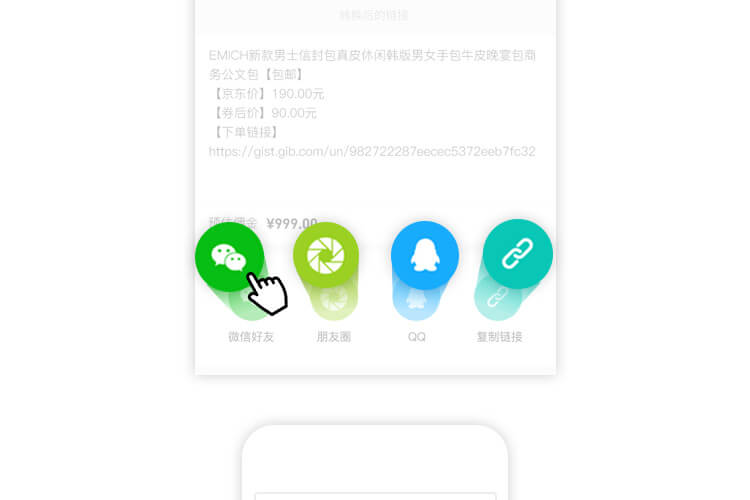 转换后的链接
EMICH新款男士信封包真皮休闲韩版男女手包牛皮晚宴包商
务公文包【包邮】
【京东价】190.00元
【券后价】90.00元
【下单链接】
https://gist.gib.com/un/982722287eecec5372eeb7fc32
预估佣金 ¥999.00
微信好友 朋友圈 QQ 复制链接